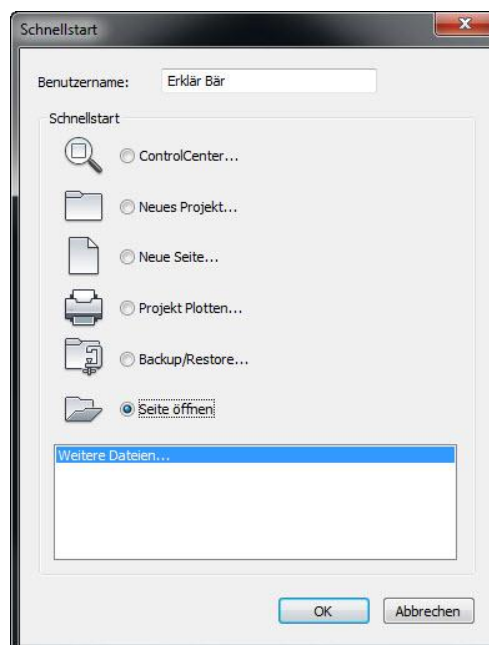 Schnellstart
Benutzername: Erklär Bär
Schnellstart
ControlCenter...
Neues Projekt...
Neue Seite...
Projekt Plotten...
Backup/Restore...
Seite öffnen
Weitere Dateien...
OK Abbrechen